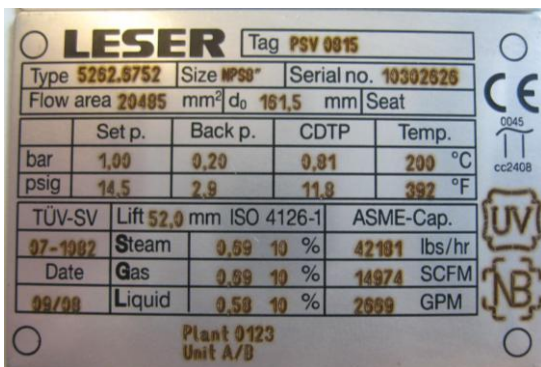 LESER Tag PSV 0815
Type 5262.6752 Size NPS8" Serial no. 10302626
Flow area 20485 mm² d₀ 161,5 mm Seat
CE
0045
cc2408
Set p. Back p. CDTP Temp.
bar 1,00 0,20 0,81 200 °C
psig 14.5 2.9 11.8 392 °F
TÜV-SV Lift 52,0 mm ISO 4126-1 ASME-Cap.
07-1982 Steam 0,69 10 % 42181 lbs/hr
Date Gas 0,69 10 % 14974 SCFM
09/08 Liquid 0,50 10 % 2669 GPM
UV
NB
Plant 0123
Unit A/B